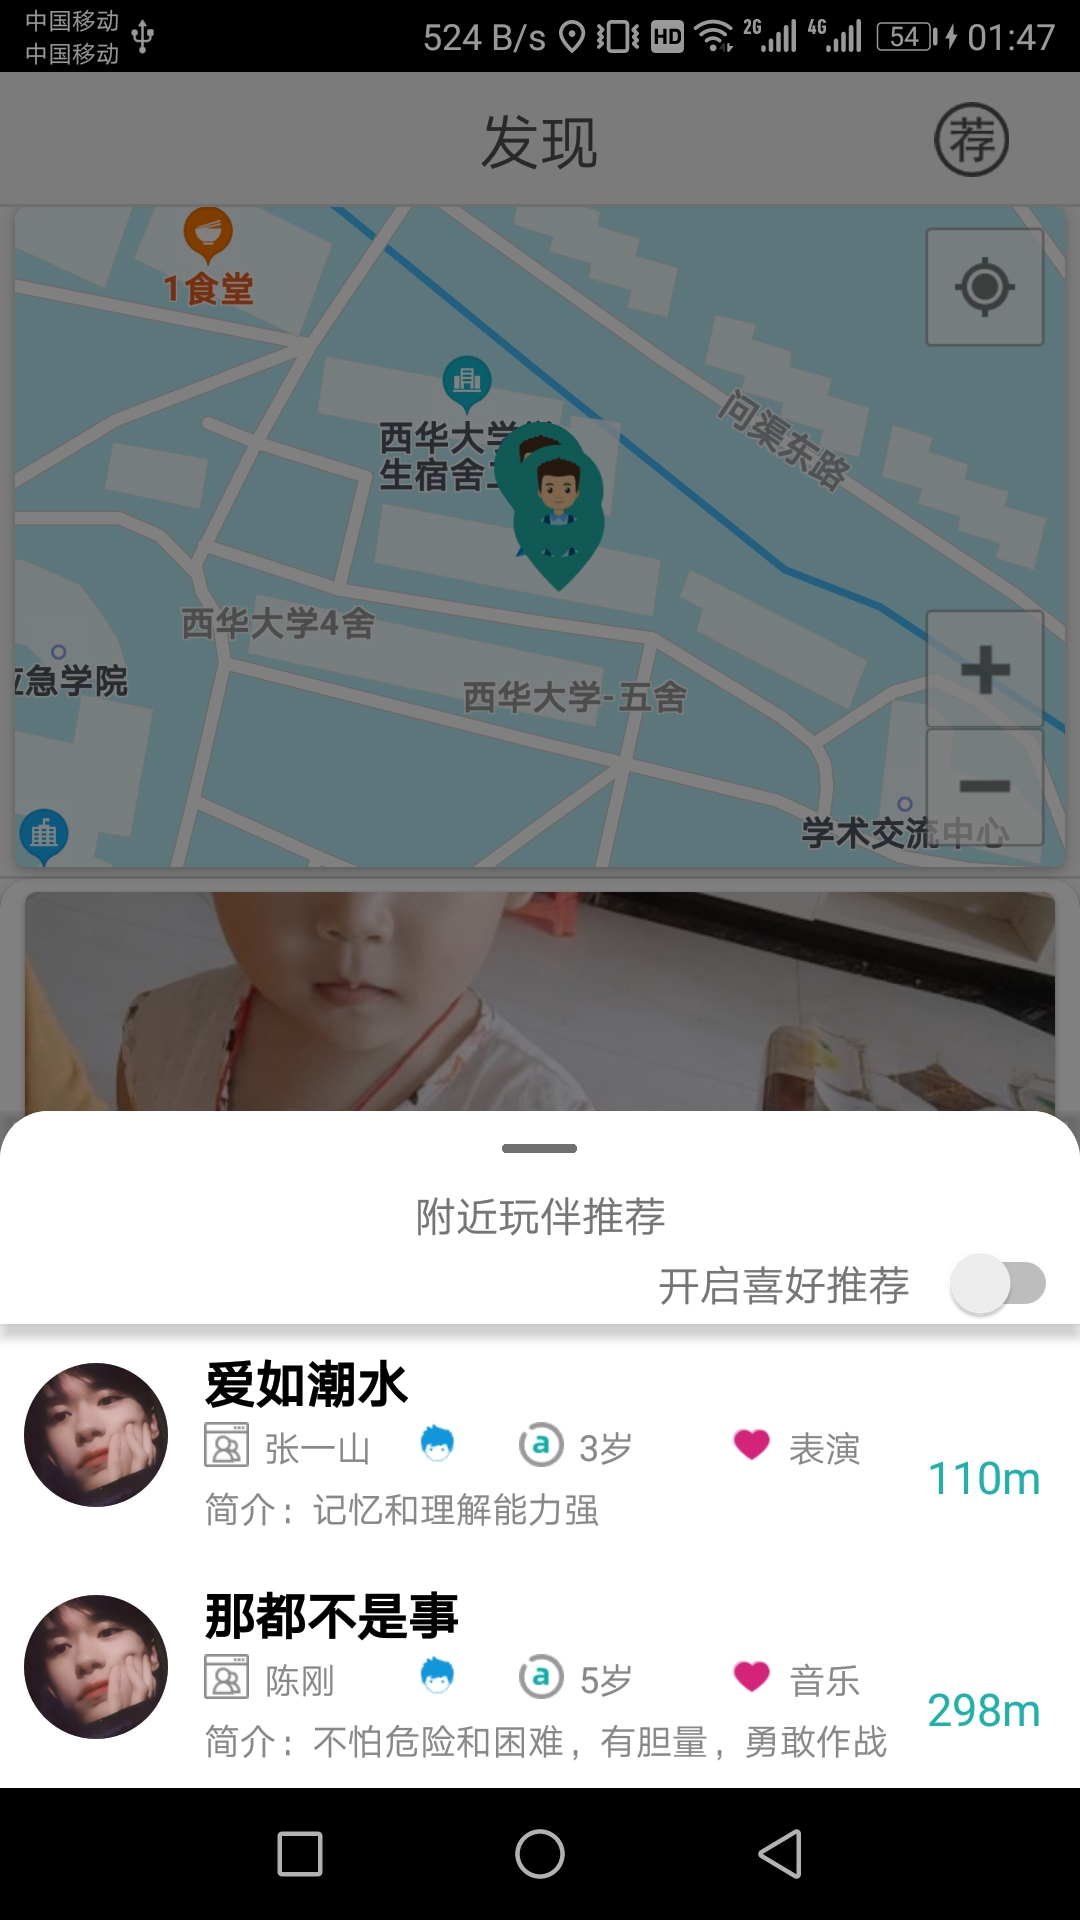 中国移动
中国移动
524 B/s HD 2G 4G 54 01:47
发现
荐
1食堂
西华大学学
生宿舍二
问渠东路
西华大学4舍
应急学院
西华大学-五舍
学术交流中心
附近玩伴推荐
开启喜好推荐
爱如潮水
张一山 a 3岁 表演
110m
简介：记忆和理解能力强
那都不是事
陈刚 a 5岁 音乐
298m
简介：不怕危险和困难，有胆量，勇敢作战